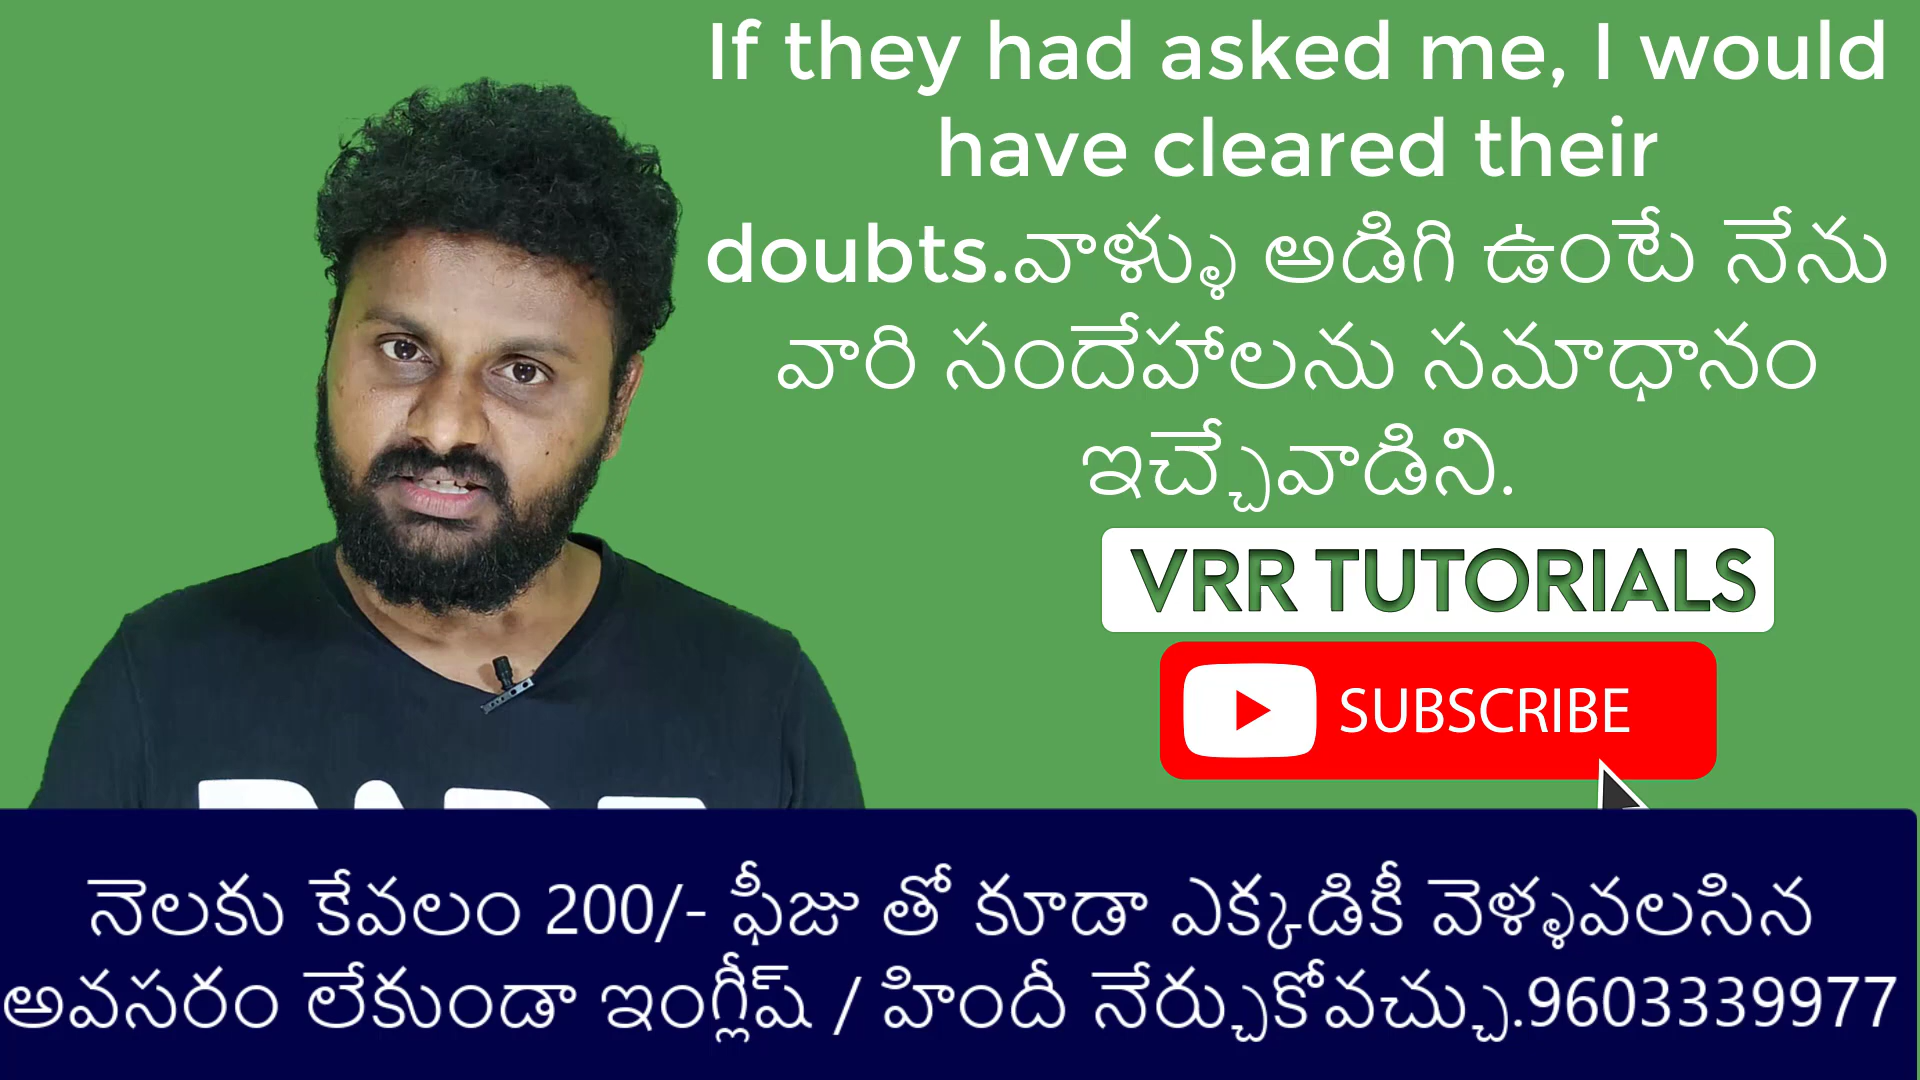 If they had asked me, I would
have cleared their
doubts.వాళ్ళు అడిగి ఉంటే నేను
వారి సందేహాలను సమాధానం
ఇచ్చేవాడిని.
VRR TUTORIALS
SUBSCRIBE
నెలకు కేవలం 200/- ఫీజు తో కూడా ఎక్కడికీ వెళ్ళవలసిన
అవసరం లేకుండా ఇంగ్లీష్ / హిందీ నేర్చుకోవచ్చు.9603339977